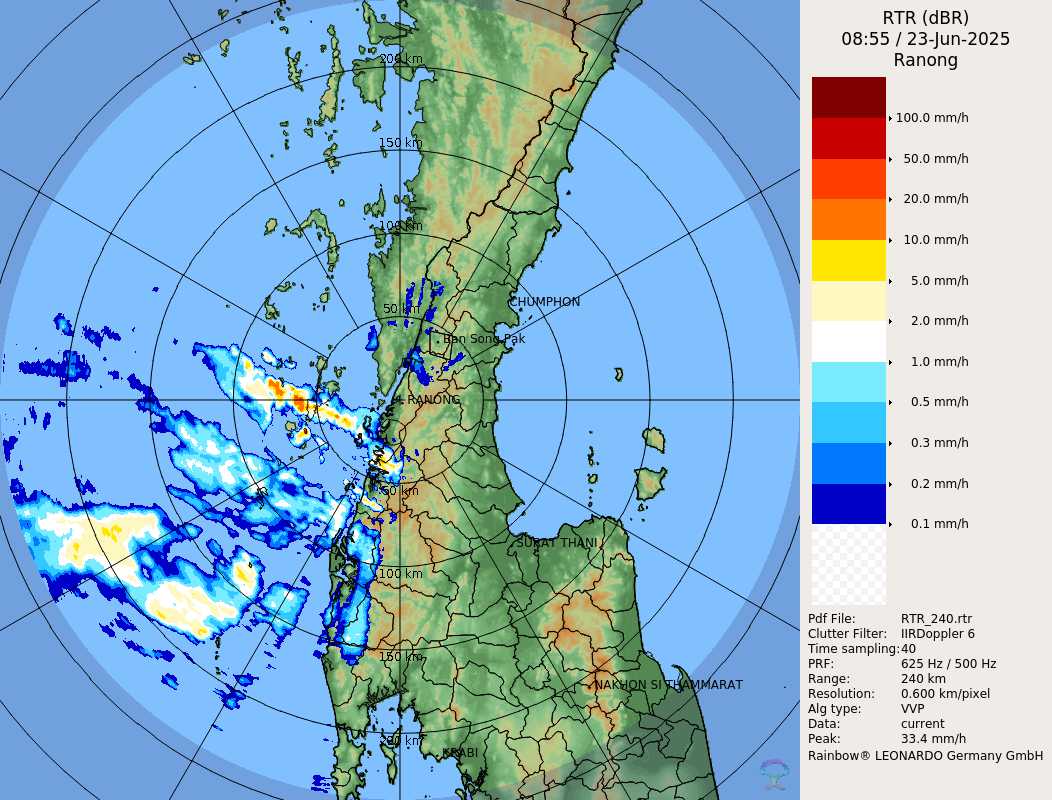 RTR (dBR)
08:55 / 23-Jun-2025
Ranong
100.0 mm/h
50.0 mm/h
20.0 mm/h
10.0 mm/h
5.0 mm/h
2.0 mm/h
1.0 mm/h
0.5 mm/h
0.3 mm/h
0.2 mm/h
0.1 mm/h
Pdf File: RTR_240.rtr
Clutter Filter: IIRDoppler 6
Time sampling:40
PRF: 625 Hz / 500 Hz
Range: 240 km
Resolution: 0.600 km/pixel
Alg type: VVP
Data: current
Peak: 33.4 mm/h
Rainbow® LEONARDO Germany GmbH
200 km
150 km
100 km
50 km
CHUMPHON
Ban Song Pak
RANONG
50 km
SURAT THANI
100 km
150 km
NAKHON SI THAMMARAT
200 km
KRABI